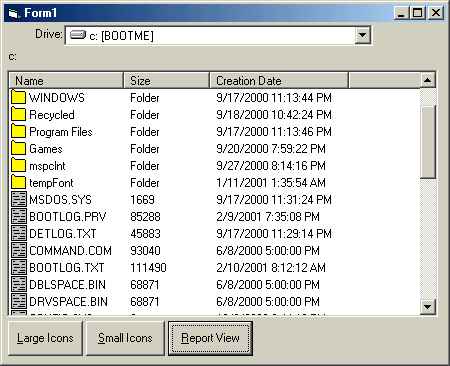 Form1
Drive: c: [BOOTME]
c:
Name Size Creation Date
WINDOWS Folder 9/17/2000 11:13:44 PM
Recycled Folder 9/18/2000 10:42:24 PM
Program Files Folder 9/17/2000 11:13:46 PM
Games Folder 9/20/2000 7:59:22 PM
mspclnt Folder 9/27/2000 8:14:16 PM
tempFont Folder 1/11/2001 1:35:54 AM
MSDOS.SYS 1669 9/17/2000 11:31:24 PM
BOOTLOG.PRV 85288 2/9/2001 7:35:08 PM
DETLOG.TXT 45883 9/17/2000 11:29:14 PM
COMMAND.COM 93040 6/8/2000 5:00:00 PM
BOOTLOG.TXT 111490 2/10/2001 8:12:12 AM
DBLSPACE.BIN 68871 6/8/2000 5:00:00 PM
DRVSPACE.BIN 68871 6/8/2000 5:00:00 PM
Large Icons Small Icons Report View